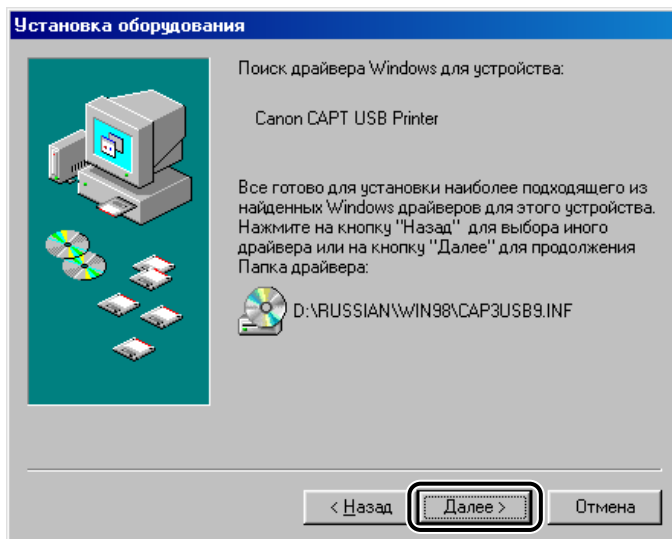 Установка оборудования
Поиск драйвера Windows для устройства:
Canon CAPT USB Printer
Все готово для установки наиболее подходящего из
найденных Windows драйверов для этого устройства.
Нажмите на кнопку "Назад" для выбора иного
драйвера или на кнопку "Далее" для продолжения
Папка драйвера:
D:\RUSSIAN\WIN98\CAP3USB9.INF
< Назад Далее > Отмена